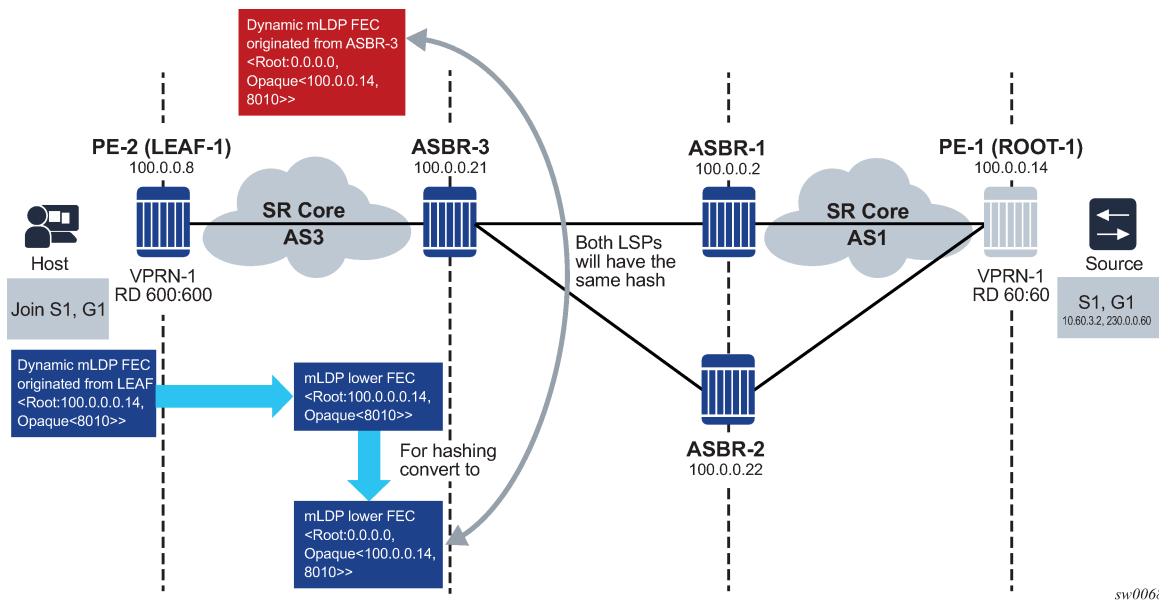 Dynamic mLDP FEC
originated from ASBR-3
<Root:0.0.0.0,
Opaque<100.0.0.14,
8010>>
PE-2 (LEAF-1)
100.0.0.8
ASBR-3
100.0.0.21
ASBR-1
100.0.0.2
PE-1 (ROOT-1)
100.0.0.14
SR Core
AS3
SR Core
AS1
Both LSPs
will have the
same hash
Host
VPRN-1
RD 600:600
VPRN-1
RD 60:60
Source
Join S1, G1
S1, G1
10.60.3.2, 230.0.0.60
Dynamic mLDP FEC
originated from LEAF
<Root:100.0.0.0.14,
Opaque<8010>>
mLDP lower FEC
<Root:100.0.0.0.14,
Opaque<8010>>
For hashing
convert to
ASBR-2
100.0.0.22
mLDP lower FEC
<Root:0.0.0.0,
Opaque<100.0.0.14,
8010>>